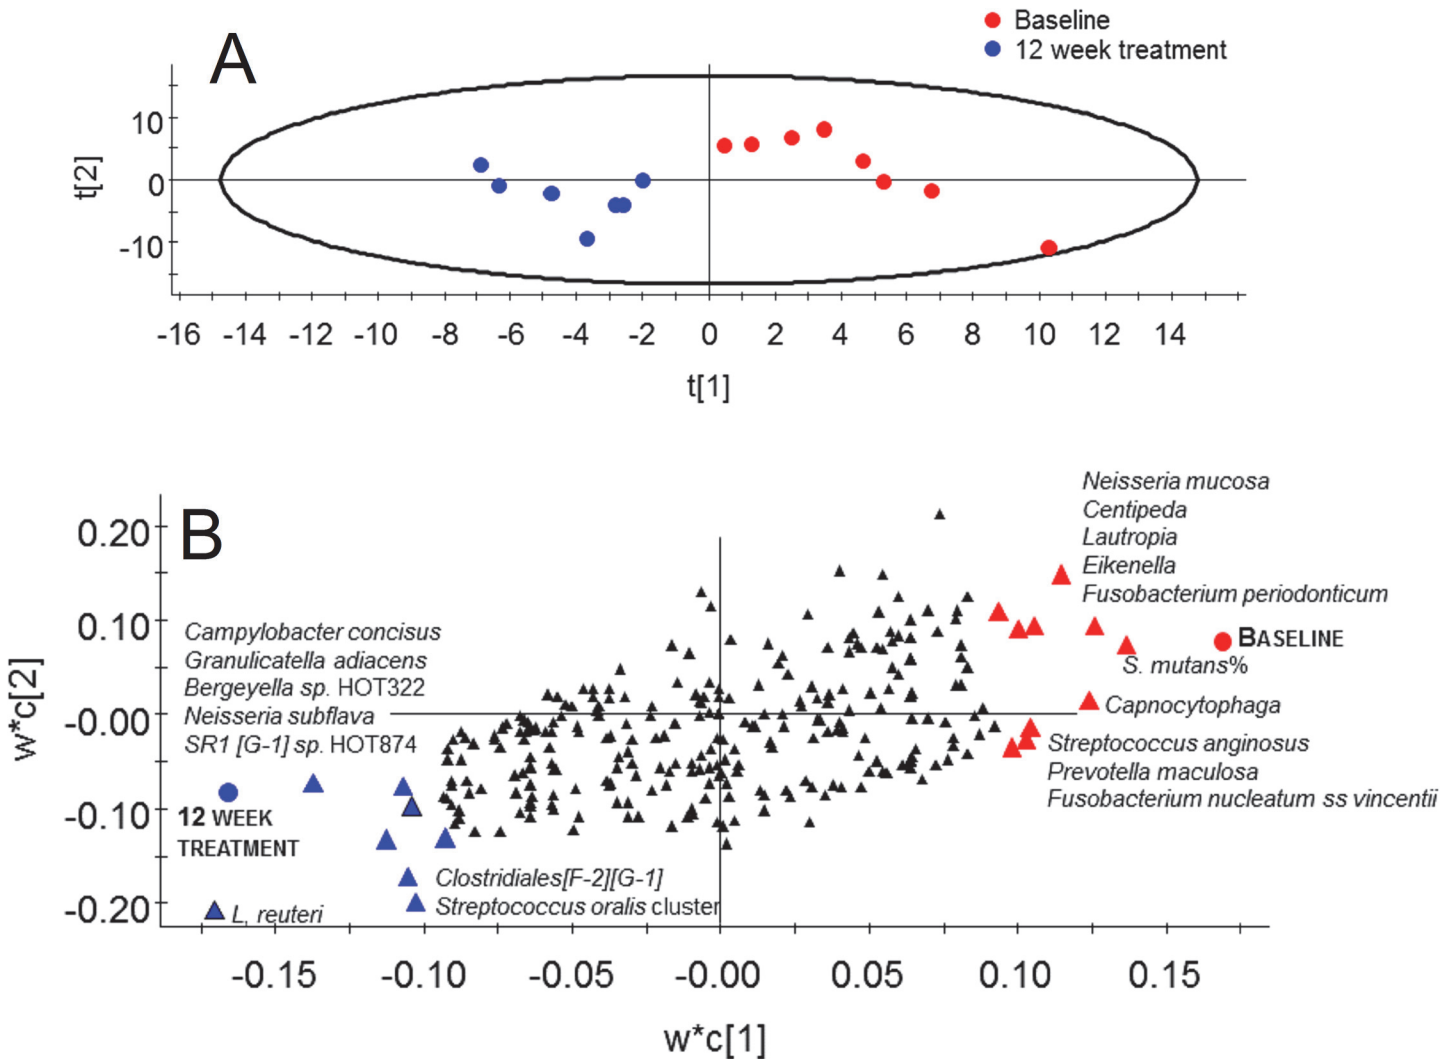 A
Baseline
12 week treatment
t[2]
10
0
-10
-16 -14 -12 -10 -8 -6 -4 -2 0 2 4 6 8 10 12 14
t[1]
B
w*c[2]
0.20
0.10
-0.00
-0.10
-0.20
Neisseria mucosa
Centipeda
Lautropia
Eikenella
Fusobacterium periodonticum
BASELINE
S. mutans%
Capnocytophaga
Streptococcus anginosus
Prevotella maculosa
Fusobacterium nucleatum ss vincentii
Campylobacter concisus
Granulicatella adiacens
Bergeyella sp. HOT322
Neisseria subflava
SR1 [G-1] sp. HOT874
12 WEEK
TREATMENT
Clostridiales[F-2][G-1]
Streptococcus oralis cluster
L. reuteri
-0.15 -0.10 -0.05 -0.00 0.05 0.10 0.15
w*c[1]